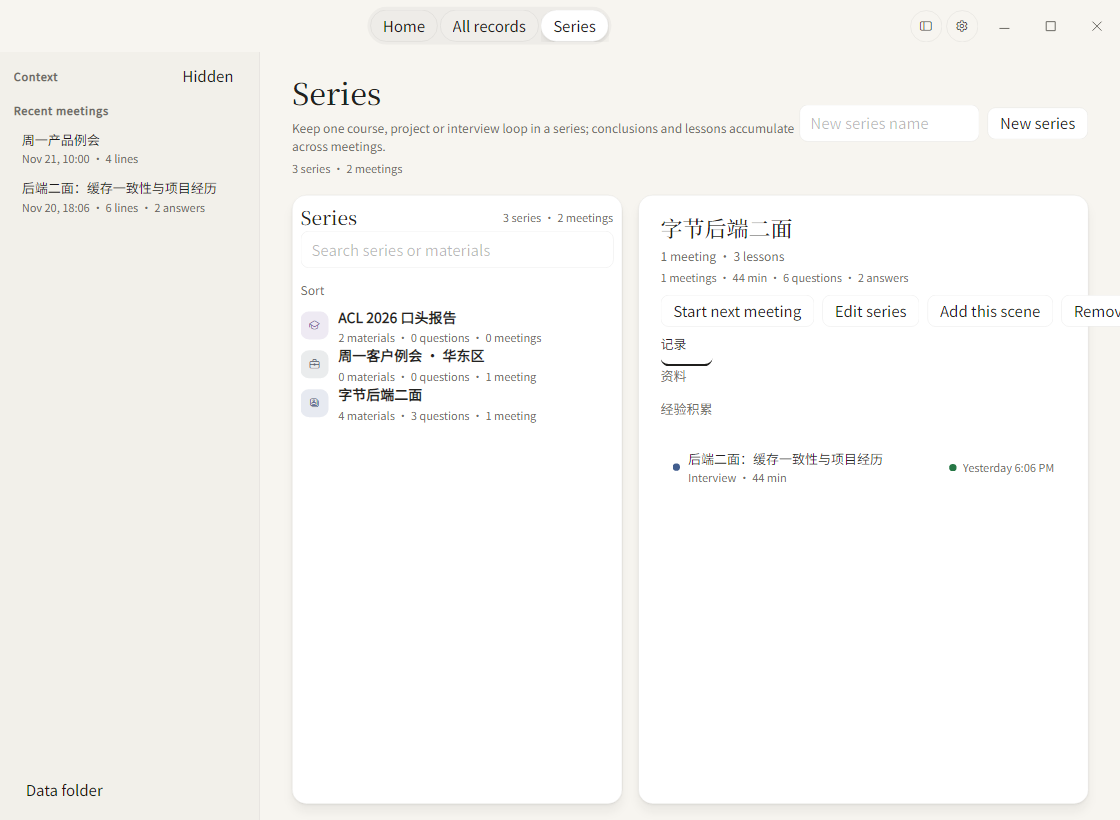 Home All records Series
Context Hidden
Recent meetings
周一产品例会
Nov 21, 10:00 • 4 lines
后端二面：缓存一致性与项目经历
Nov 20, 18:06 • 6 lines • 2 answers
Data folder
Series
Keep one course, project or interview loop in a series; conclusions and lessons accumulate
across meetings.
3 series • 2 meetings
New series name
New series
Series
3 series • 2 meetings
Search series or materials
Sort
ACL 2026 口头报告
2 materials • 0 questions • 0 meetings
周一客户例会 • 华东区
0 materials • 0 questions • 1 meeting
字节后端二面
4 materials • 3 questions • 1 meeting
字节后端二面
1 meeting • 3 lessons
1 meetings • 44 min • 6 questions • 2 answers
Start next meeting Edit series Add this scene Remov
记录
资料
经验积累
后端二面：缓存一致性与项目经历
Interview • 44 min
Yesterday 6:06 PM